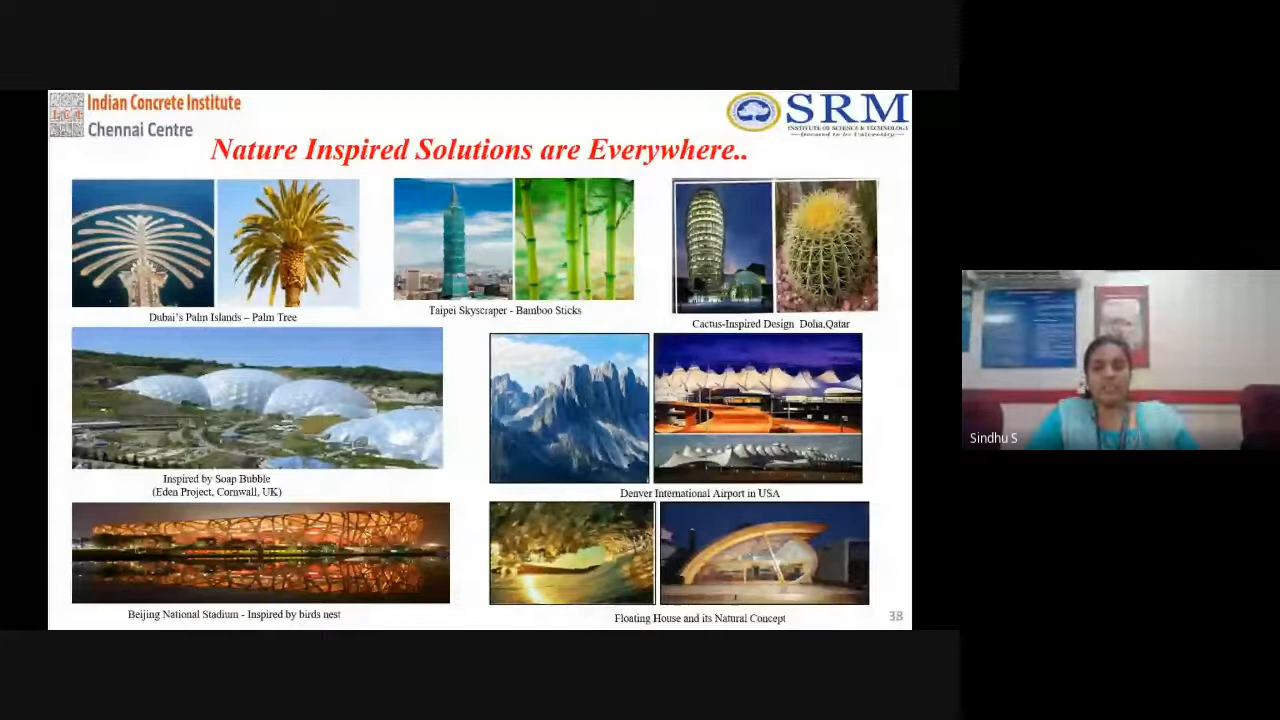 Indian Concrete Institute
Chennai Centre
SRM
INSTITUTE OF SCIENCE & TECHNOLOGY
Nature Inspired Solutions are Everywhere..
Dubai's Palm Islands – Palm Tree
Taipei Skyscraper - Bamboo Sticks
Cactus-Inspired Design Doha,Qatar
Inspired by Soap Bubble
(Eden Project, Cornwall, UK)
Denver International Airport in USA
Beijing National Stadium - Inspired by birds nest
Floating House and its Natural Concept
38
Sindhu S